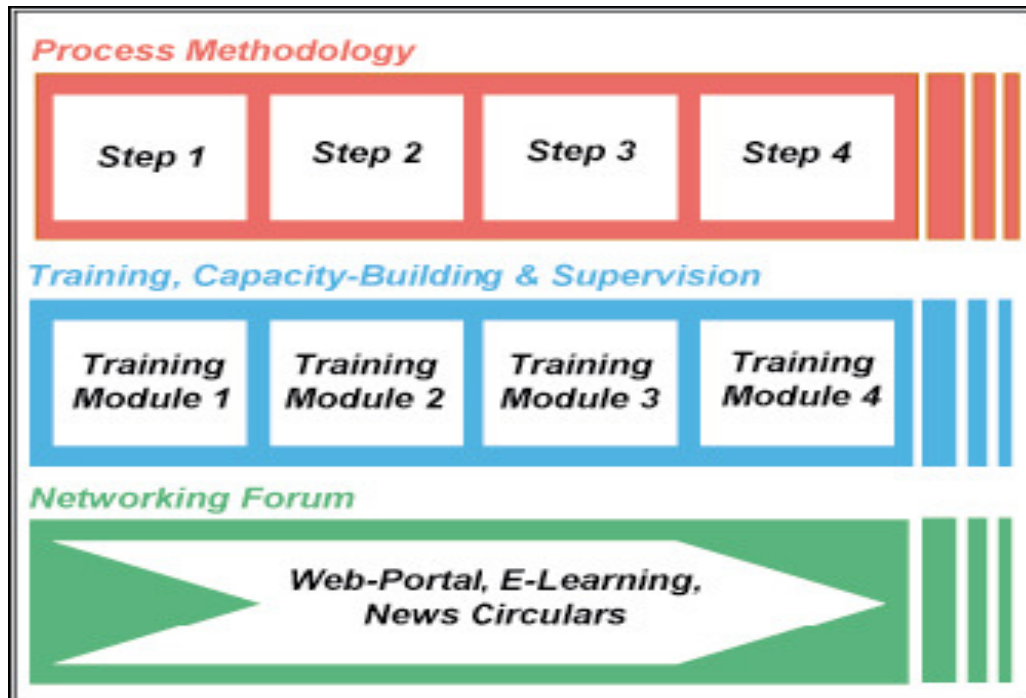 Process Methodology
Step 1
Step 2
Step 3
Step 4
Training, Capacity-Building & Supervision
Training
Module 1
Training
Module 2
Training
Module 3
Training
Module 4
Networking Forum
Web-Portal, E-Learning,
News Circulars